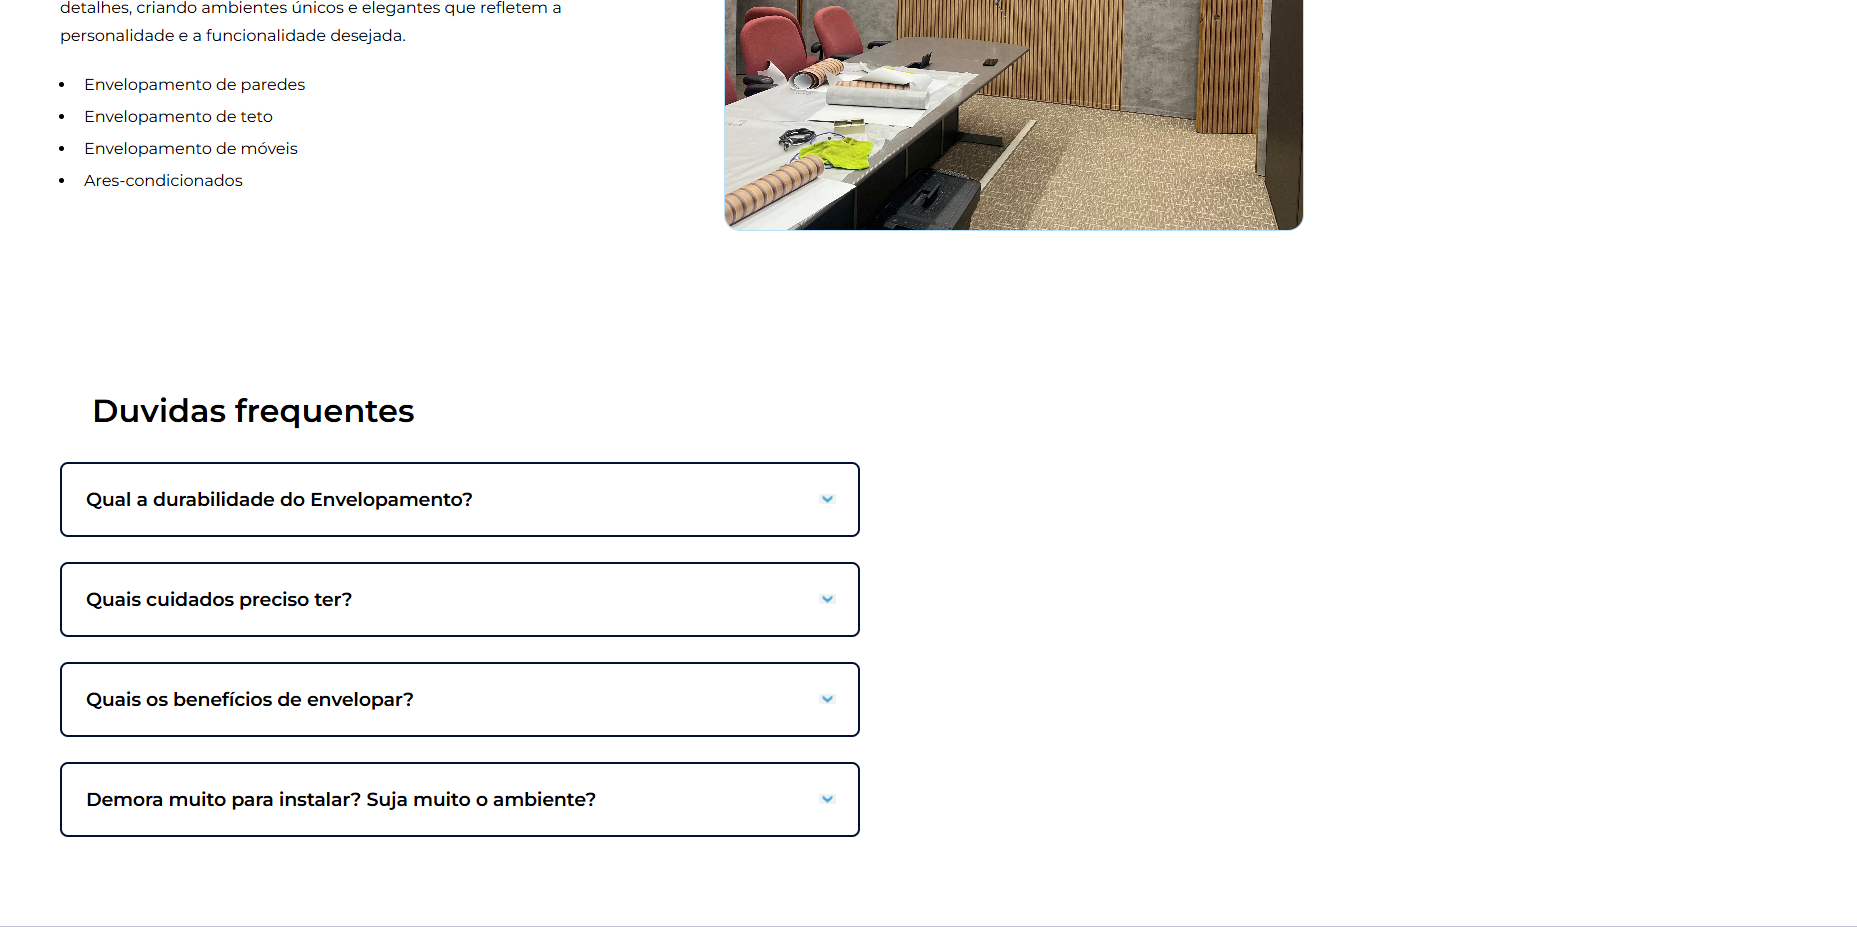 detalhes, criando ambientes únicos e elegantes que refletem a
personalidade e a funcionalidade desejada.
• Envelopamento de paredes
• Envelopamento de teto
• Envelopamento de móveis
• Ares-condicionados
Duvidas frequentes
Qual a durabilidade do Envelopamento?
Quais cuidados preciso ter?
Quais os benefícios de envelopar?
Demora muito para instalar? Suja muito o ambiente?